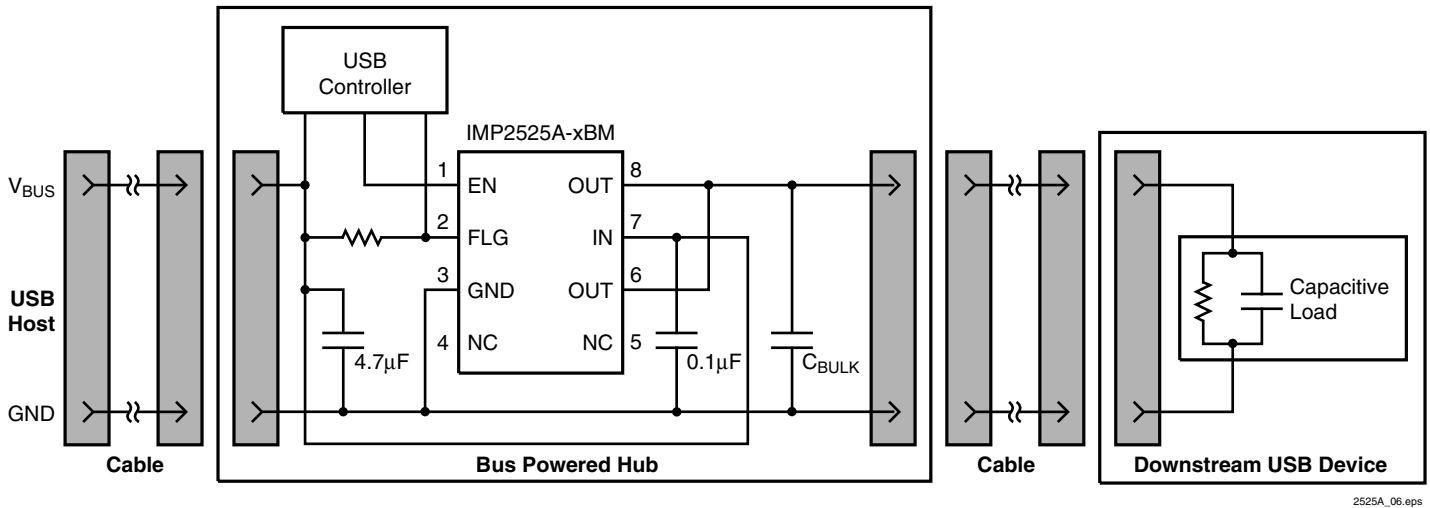 USB
Controller
IMP2525A-xBM
VBUS
1
EN
OUT
8
2
FLG
IN
7
3
GND
OUT
6
4
NC
NC
5
USB
Host
4.7μF
0.1μF
CBULK
Capacitive
Load
GND
Cable
Bus Powered Hub
Cable
Downstream USB Device
2525A_06.eps